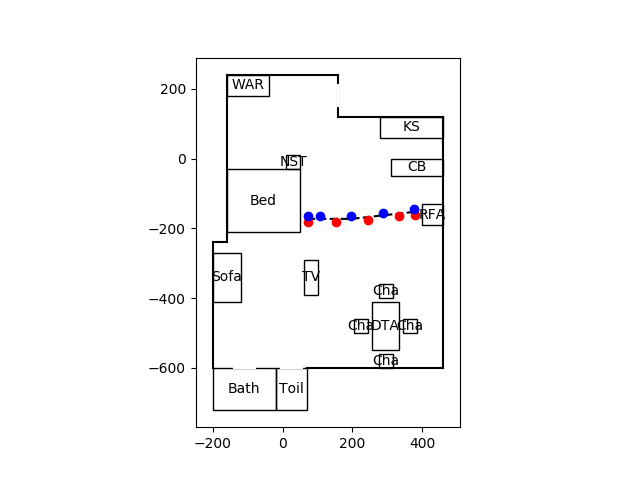 200
WAR
KS
0
NST
CB
Bed
RFA
−200
Sofa
TV
Cha
−400
Cha
DTA
Cha
Cha
−600
Bath
Toil
−200
0
200
400